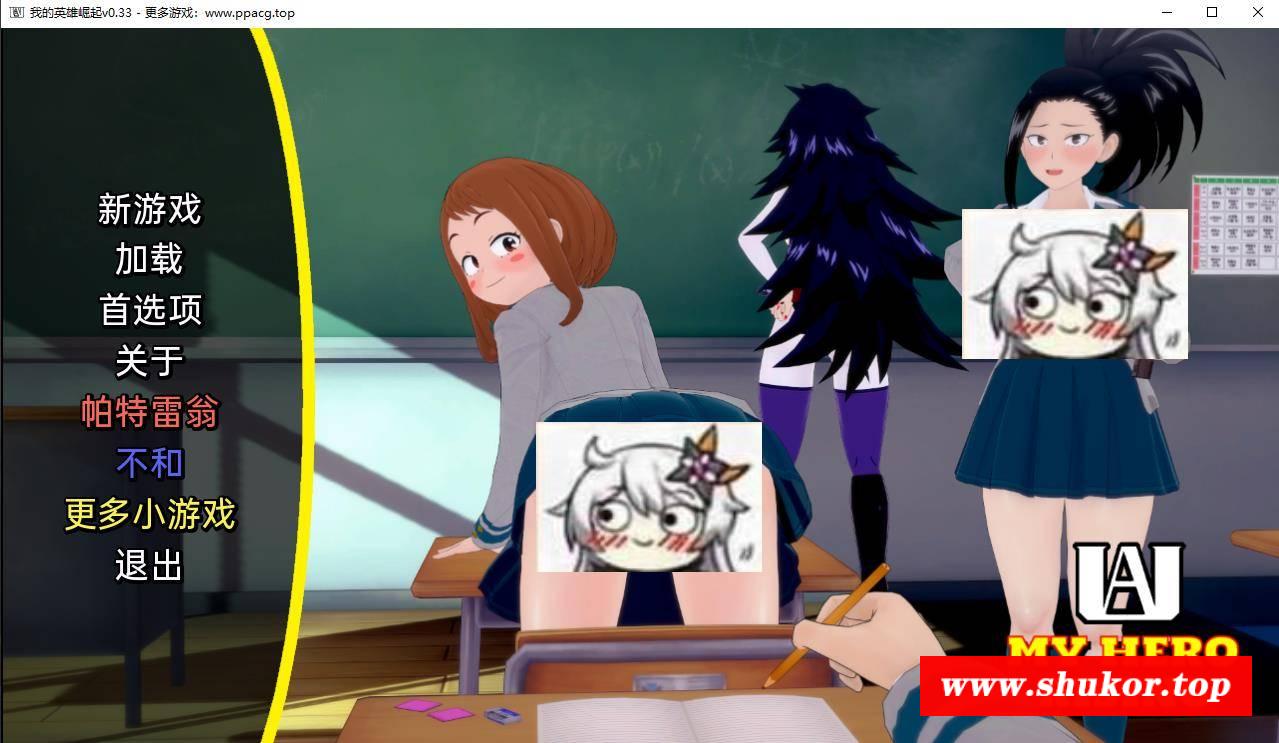 我的英雄崛起v0.33 - 更多游戏：www.ppacg.top
新游戏
加载
首选项
关于
帕特雷翁
不和
更多小游戏
退出
UA
MY HERO
www.shukor.top